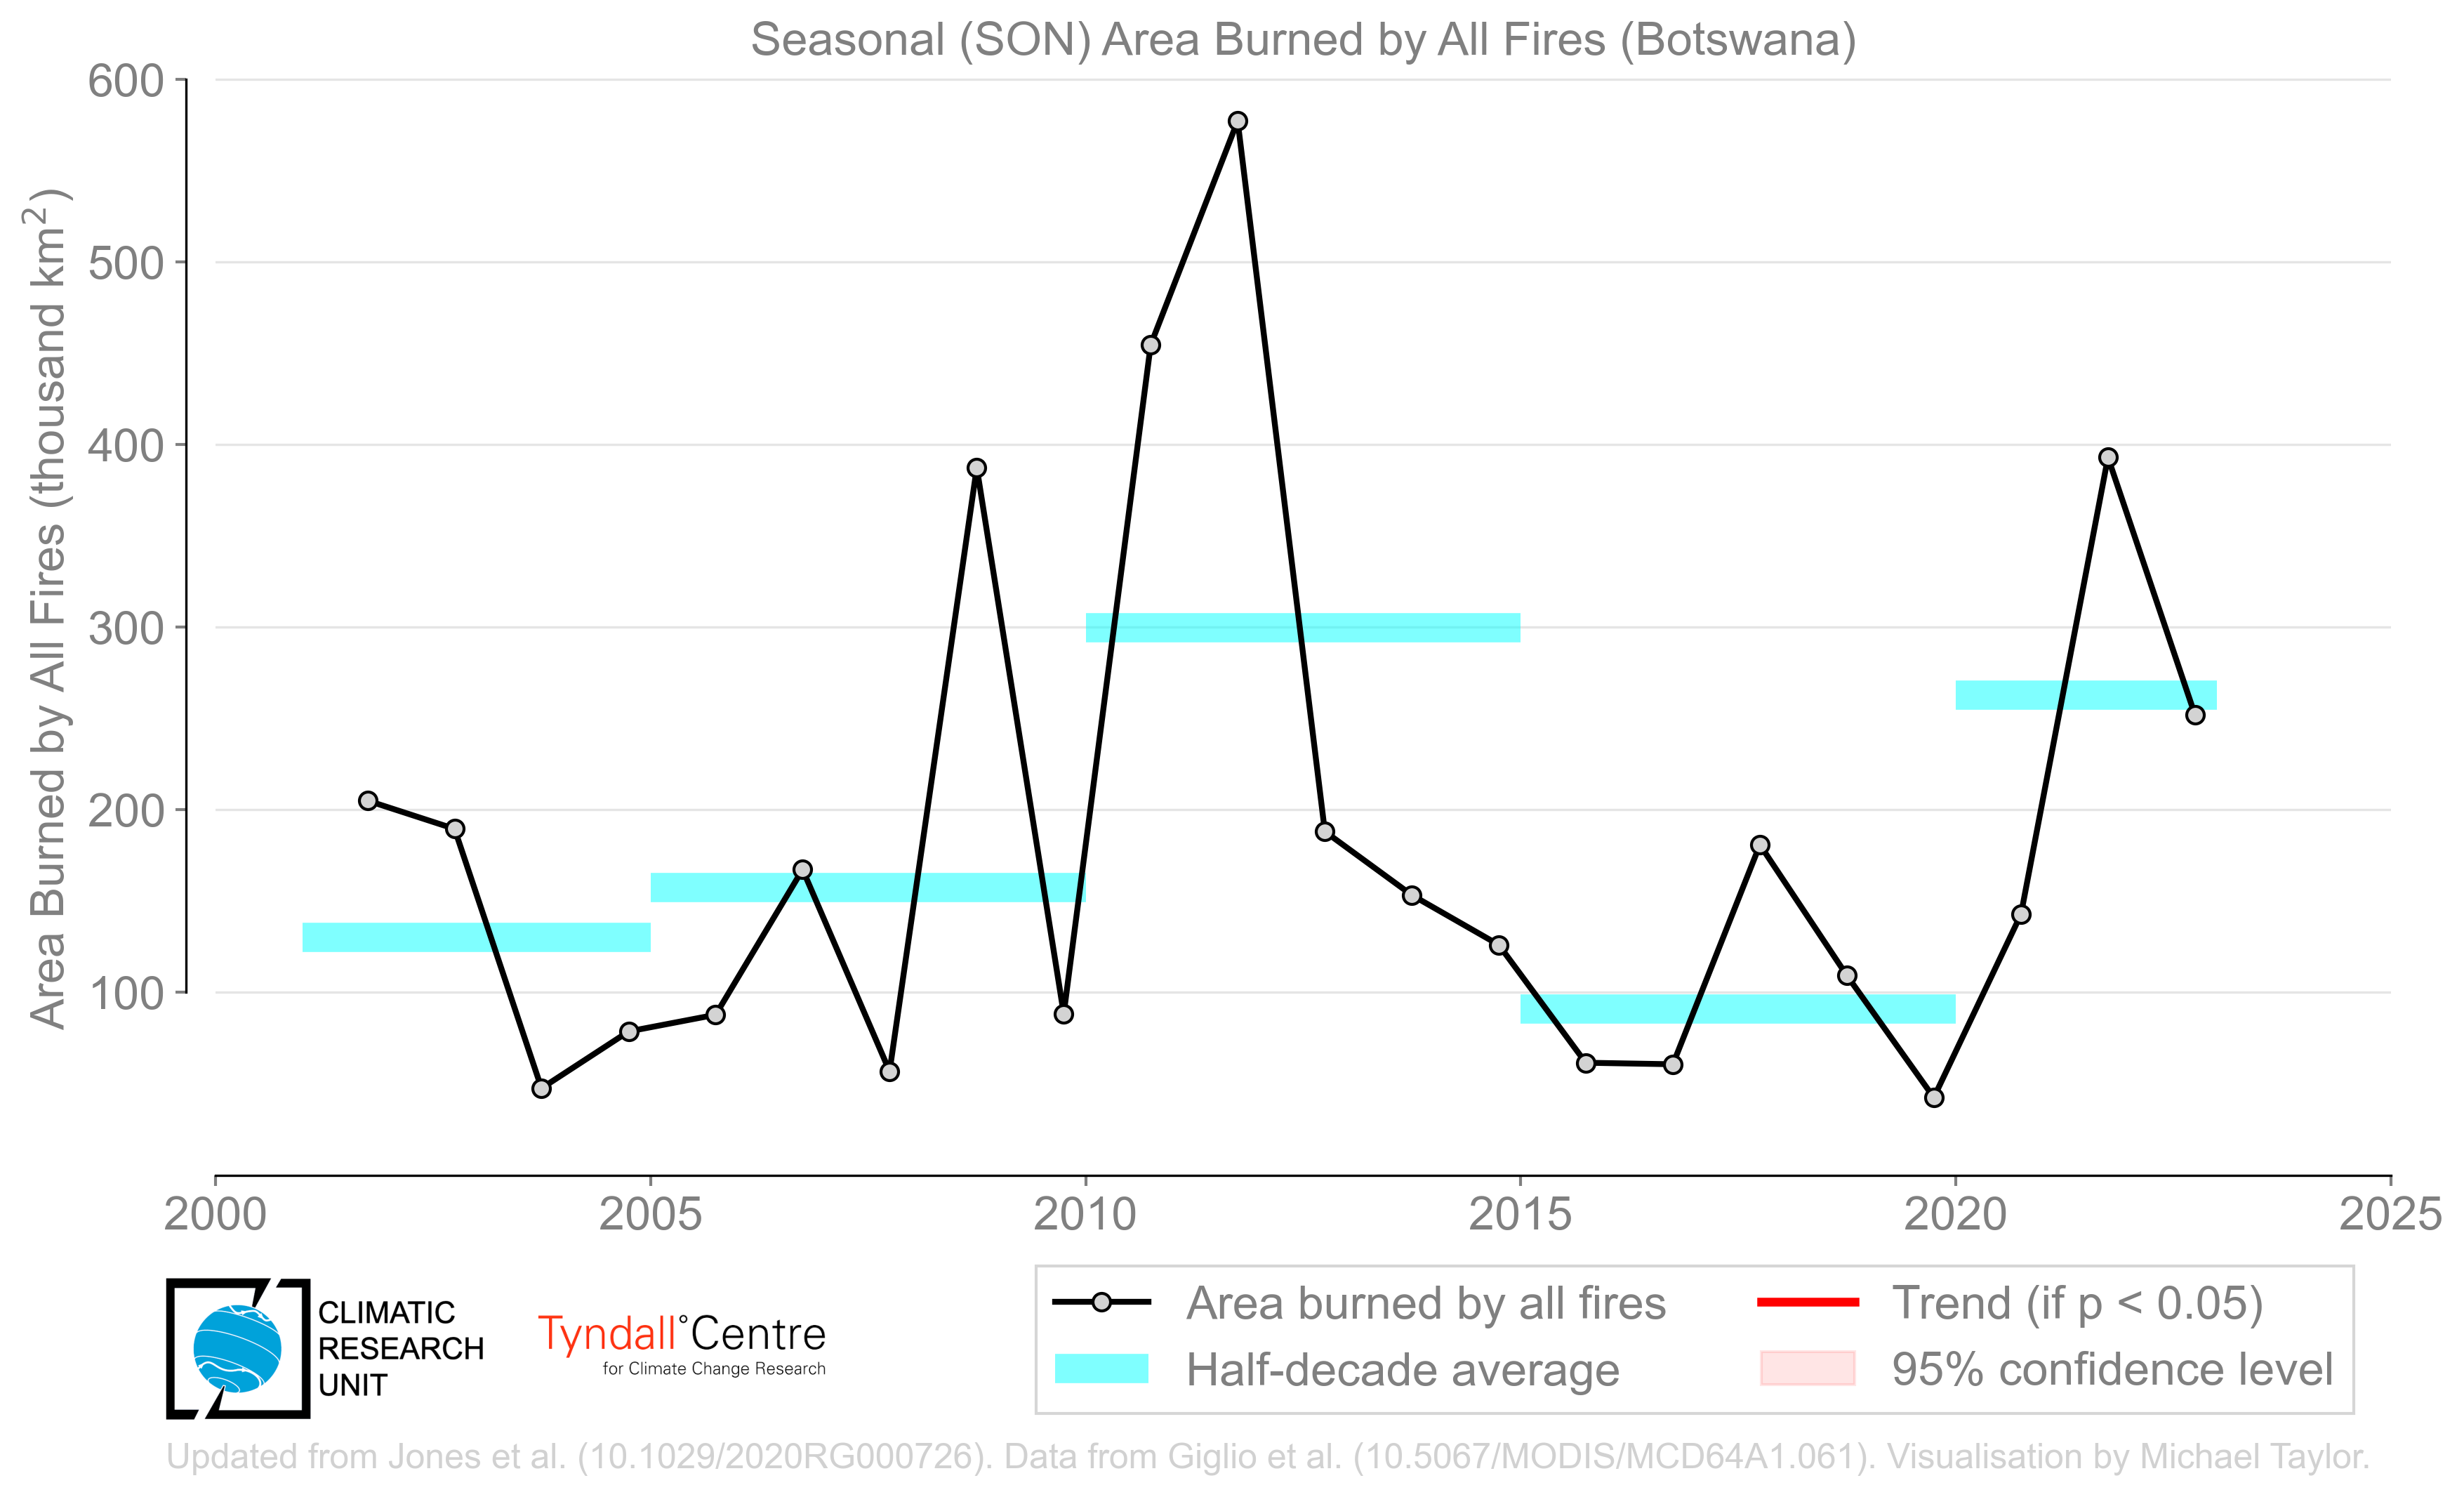 Seasonal (SON) Area Burned by All Fires (Botswana)
Area Burned by All Fires (thousand km²)
600
500
400
300
200
100
2000
2005
2010
2015
2020
2025
CLIMATIC
RESEARCH
UNIT
Tyndall°Centre
for Climate Change Research
Area burned by all fires
Half-decade average
Trend (if p < 0.05)
95% confidence level
Updated from Jones et al. (10.1029/2020RG000726). Data from Giglio et al. (10.5067/MODIS/MCD64A1.061). Visualisation by Michael Taylor.